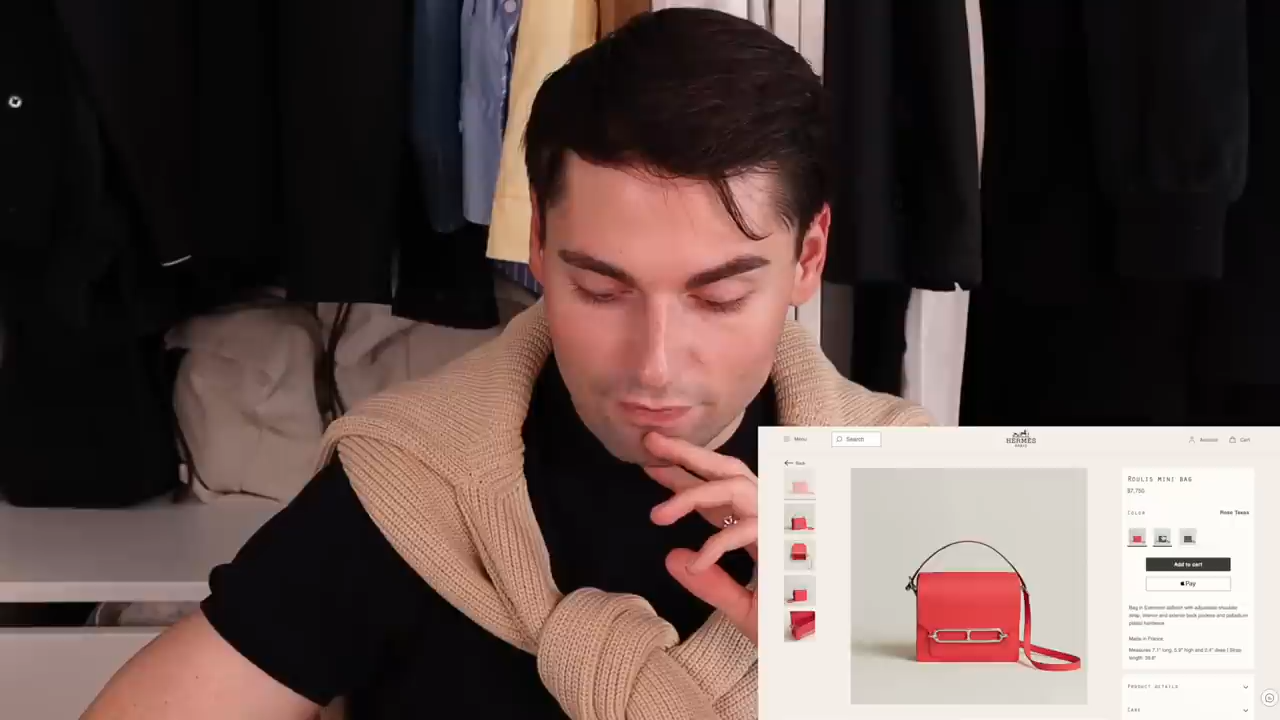 Menu
Search
HERMÈS
PARIS
Account
Cart
Back
ROULIS MINI BAG
$7,750
COLOR
Rose Texas
Add to cart
Pay
Bag in Evercolor calfskin with adjustable shoulder
strap, interior and exterior back pockets and palladium
plated hardware
Made in France
Measures 7.1" long, 5.9" high and 2.4" deep | Strap
length: 39.8"
PRODUCT DETAILS
CARE